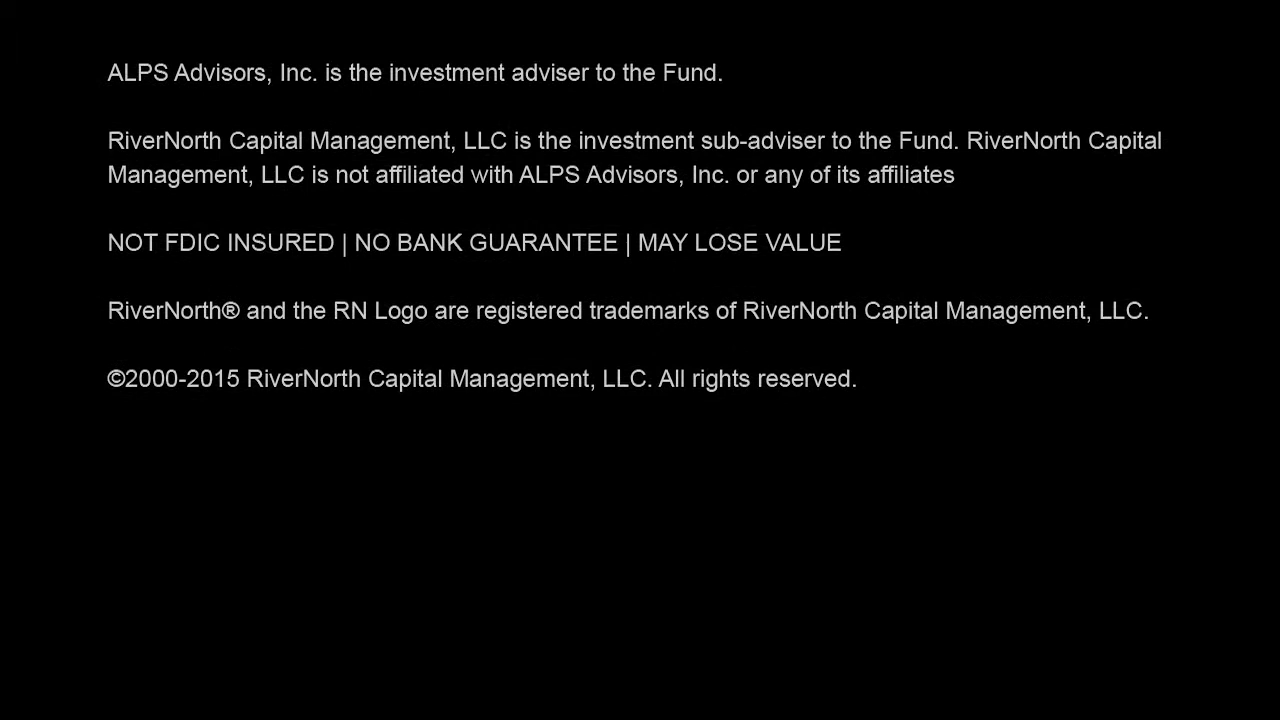 ALPS Advisors, Inc. is the investment adviser to the Fund.
RiverNorth Capital Management, LLC is the investment sub-adviser to the Fund. RiverNorth Capital
Management, LLC is not affiliated with ALPS Advisors, Inc. or any of its affiliates
NOT FDIC INSURED | NO BANK GUARANTEE | MAY LOSE VALUE
RiverNorth® and the RN Logo are registered trademarks of RiverNorth Capital Management, LLC.
©2000-2015 RiverNorth Capital Management, LLC. All rights reserved.